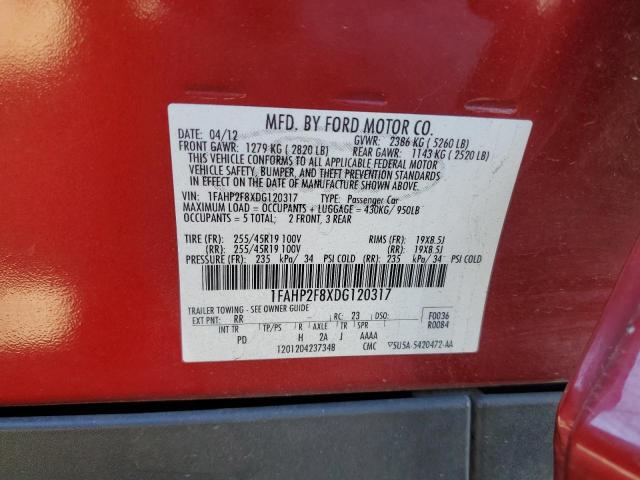 MFD. BY FORD MOTOR CO.
DATE: 04/12 GVWR: 2386 KG ( 5260 LB)
FRONT GAWR: 1279 KG ( 2820 LB) REAR GAWR: 1143 KG ( 2520 LB)
THIS VEHICLE CONFORMS TO ALL APPLICABLE FEDERAL MOTOR
VEHICLE SAFETY, BUMPER, AND THEFT PREVENTION STANDARDS
IN EFFECT ON THE DATE OF MANUFACTURE SHOWN ABOVE.
VIN: 1FAHP2F8XDG120317 TYPE: Passenger Car
MAXIMUM LOAD = OCCUPANTS + LUGGAGE = 430KG/ 950LB
OCCUPANTS = 5 TOTAL; 2 FRONT, 3 REAR
TIRE (FR): 255/45R19 100V RIMS (FR): 19X8.5J
(RR): 255/45R19 100V (RR): 19X8.5J
PRESSURE (FR): 235 kPa/ 34 PSI COLD (RR): 235 kPa/ 34 PSI COLD
1FAHP2F8XDG120317
TRAILER TOWING - SEE OWNER GUIDE
EXT PNT: RR RC: 23 DSO: F0036
R0084
INT TR TP/PS R AXLE TR SPR
PD H 2A J AAAA
1201204237348 CMC ▽5U5A-5420472-AA